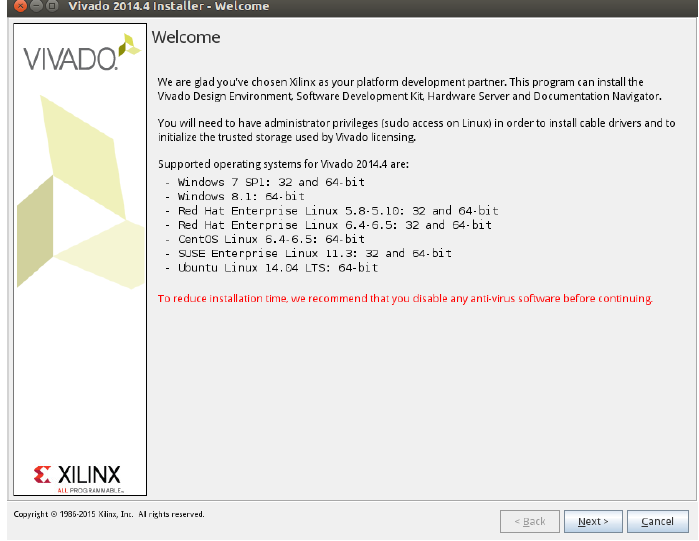 Vivado 2014.4 Installer - Welcome
VIVADO.
Welcome
We are glad you've chosen Xilinx as your platform development partner. This program can install the
Vivado Design Environment, Software Development Kit, Hardware Server and Documentation Navigator.
You will need to have administrator privileges (sudo access on Linux) in order to install cable drivers and to
initialize the trusted storage used by Vivado licensing.
Supported operating systems for Vivado 2014.4 are:
- Windows 7 SP1: 32 and 64-bit
- Windows 8.1: 64-bit
- Red Hat Enterprise Linux 5.8-5.10: 32 and 64-bit
- Red Hat Enterprise Linux 6.4-6.5: 32 and 64-bit
- CentOS Linux 6.4-6.5: 64-bit
- SUSE Enterprise Linux 11.3: 32 and 64-bit
- Ubuntu Linux 14.04 LTS: 64-bit
To reduce installation time, we recommend that you disable any anti-virus software before continuing.
XILINX
ALL PROGRAMMABLE™
Copyright © 1986-2015 Xilinx, Inc. All rights reserved.
< Back
Next >
Cancel